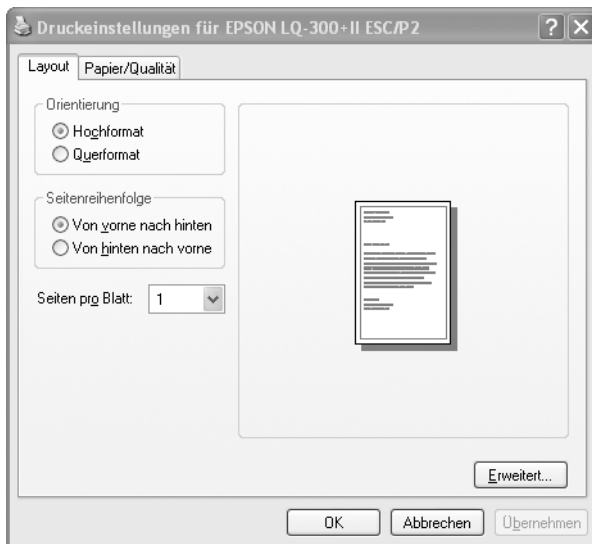 Druckeinstellungen für EPSON LQ-300+II ESC/P2
Layout Papier/Qualität
Orientierung
Hochformat
Querformat
Seitenreihenfolge
Von vorne nach hinten
Von hinten nach vorne
Seiten pro Blatt: 1
Erweitert...
OK Abbrechen Übernehmen